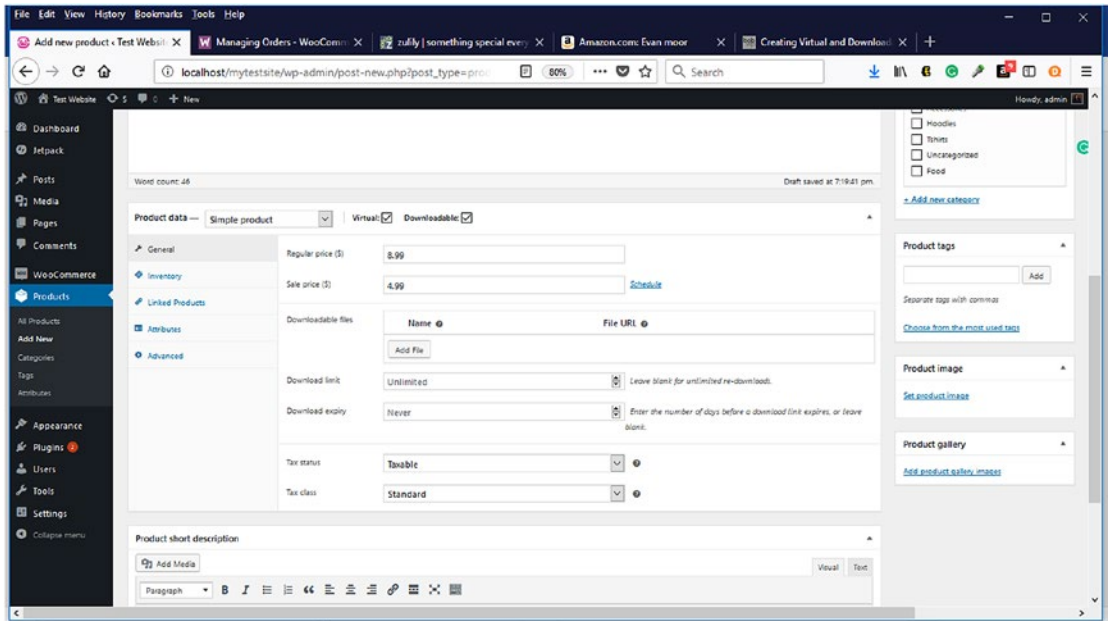 File Edit View History Bookmarks Tools Help
Add new product ‹ Test Websit
Managing Orders - WooComm
zulily | something special every
Amazon.com: Evan moor
Creating Virtual and Download
localhost/mytestsite/wp-admin/post-new.php?post_type=prod
80%
Search
Test Website 5 0 + New
Howdy, admin
Dashboard
Jetpack
Posts
Media
Pages
Comments
WooCommerce
Products
All Products
Add New
Categories
Tags
Attributes
Appearance
Plugins 2
Users
Tools
Settings
Collapse menu
Word count: 46
Draft saved at 7:19:41 pm.
Product data — Simple product Virtual: Downloadable:
General
Inventory
Linked Products
Attributes
Advanced
Regular price ($) 8.99
Sale price ($) 4.99 Schedule
Downloadable files Name File URL
Add File
Download limit Unlimited Leave blank for unlimited re-downloads.
Download expiry Never Enter the number of days before a download link expires, or leave
blank.
Tax status Taxable
Tax class Standard
Product short description
Add Media
Visual Text
Paragraph
Hoodies
Tshirts
Uncategorized
Food
+ Add new category
Product tags
Add
Separate tags with commas
Choose from the most used tags
Product image
Set product image
Product gallery
Add product gallery images